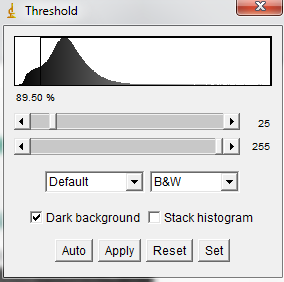 Threshold
89.50 %
25
255
Default B&W
Dark background Stack histogram
Auto Apply Reset Set